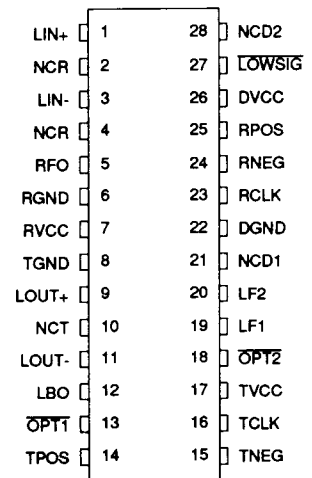 LIN+ 1 28 NCD2
NCR 2 27 LOWSIG
LIN- 3 26 DVCC
NCR 4 25 RPOS
RFO 5 24 RNEG
RGND 6 23 RCLK
RVCC 7 22 DGND
TGND 8 21 NCD1
LOUT+ 9 20 LF2
NCT 10 19 LF1
LOUT- 11 18 OPT2
LBO 12 17 TVCC
OPT1 13 16 TCLK
TPOS 14 15 TNEG